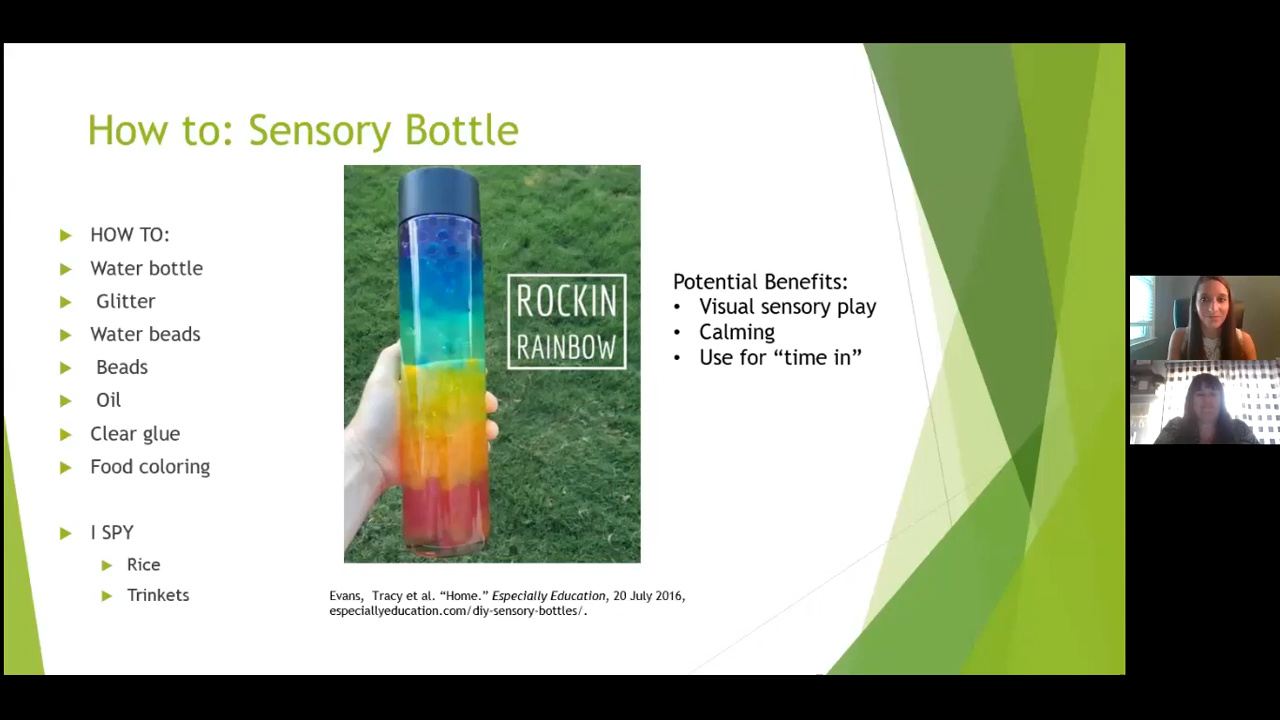 How to: Sensory Bottle
HOW TO:
Water bottle
Glitter
Water beads
Beads
Oil
Clear glue
Food coloring
I SPY
Rice
Trinkets
ROCKIN
RAINBOW
Potential Benefits:
• Visual sensory play
• Calming
• Use for “time in”
Evans, Tracy et al. “Home.” Especially Education, 20 July 2016,
especiallyeducation.com/diy-sensory-bottles/.